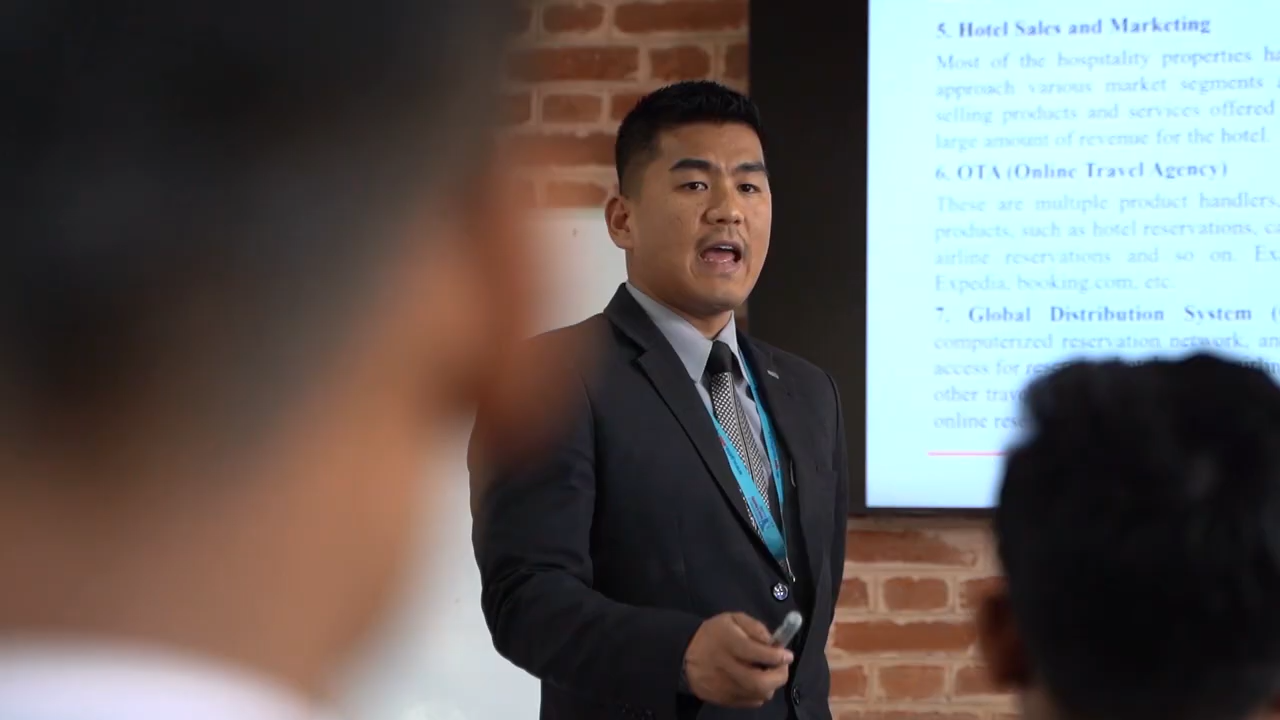 5. Hotel Sales and Marketing
Most of the hospitality properties ha
approach various market segments
selling products and services offered
large amount of revenue for the hotel.
6. OTA (Online Travel Agency)
These are multiple product handlers,
products, such as hotel reservations, ca
airline reservations and so on. Ex
Expedia, booking.com, etc.
7. Global Distribution System (
computerized reservation network, an
access for
other trav
online res